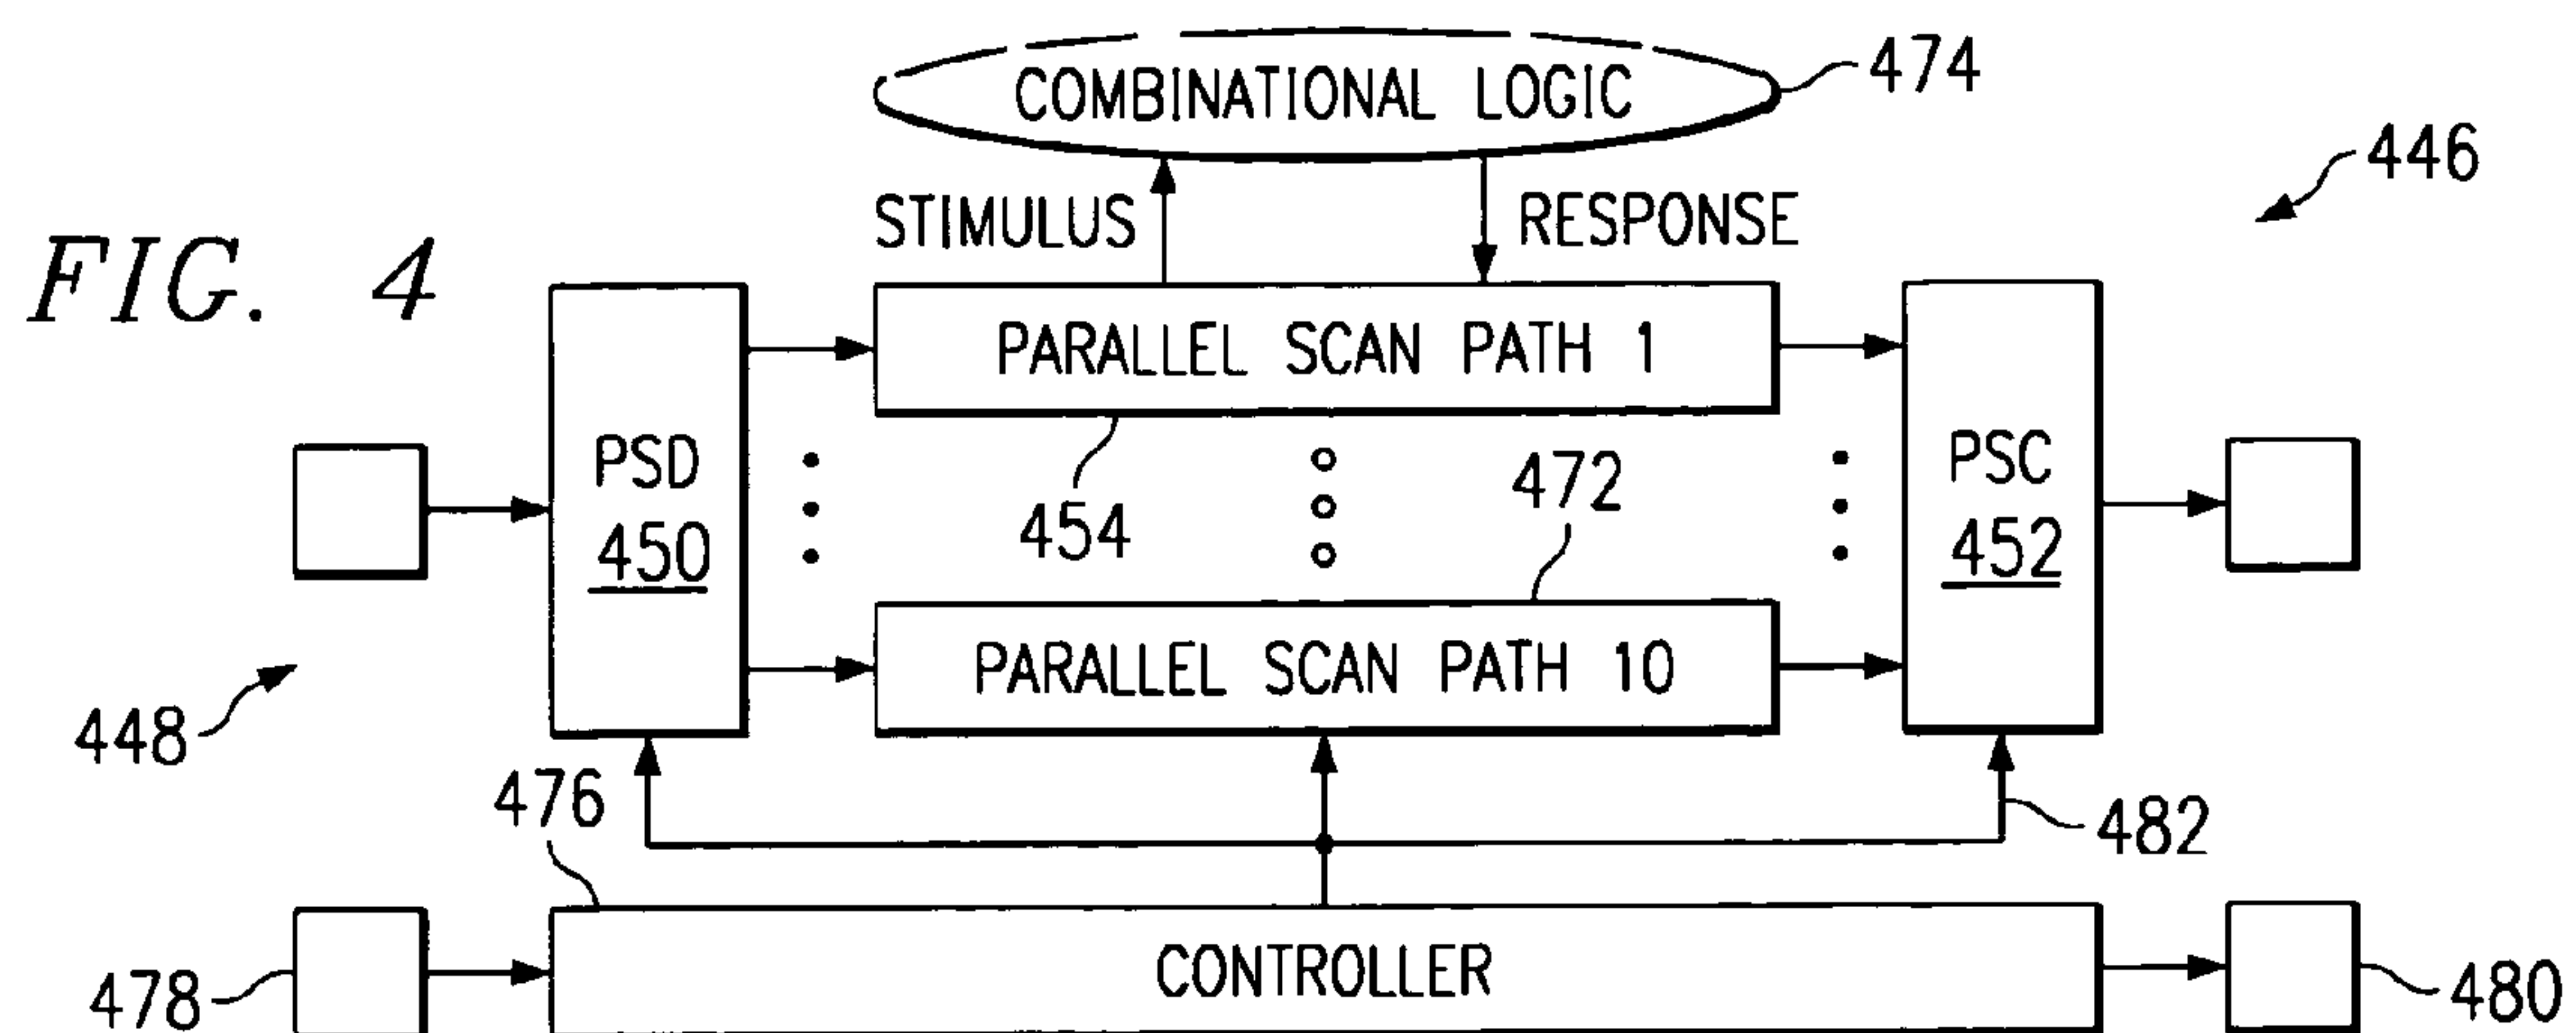 COMBINATIONAL LOGIC
474
446
STIMULUS
RESPONSE
FIG. 4
PARALLEL SCAN PATH 1
PSD
450
454
472
PSC
452
PARALLEL SCAN PATH 10
448
476
482
CONTROLLER
478
480